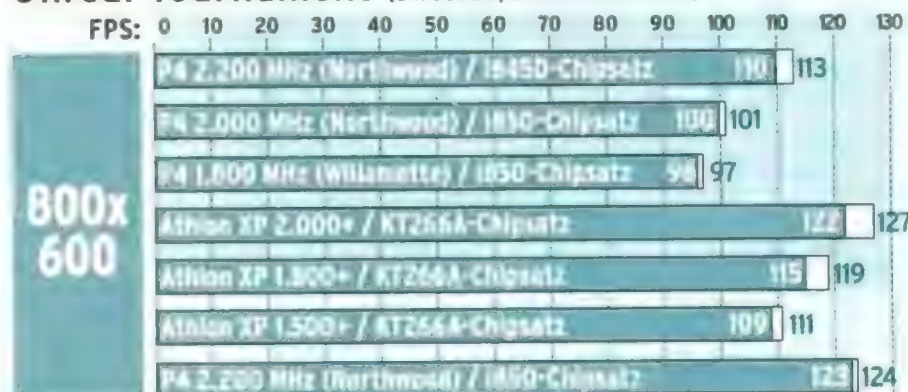 FPS: 0 10 20 30 40 50 60 70 80 90 100 110 120 130
800x
600
P4 2.200 MHz (Northwood) / i845D-Chipsatz 110 113
P4 2.000 MHz (Northwood) / i850-Chipsatz 100 101
P4 1.800 MHz (Willamette) / i850-Chipsatz 96 97
Athlon XP 2.000+ / KT266A-Chipsatz 122 127
Athlon XP 1.800+ / KT266A-Chipsatz 115 119
Athlon XP 1.500+ / KT266A-Chipsatz 109 111
P4 2.200 MHz (Northwood) / i850-Chipsatz 123 124